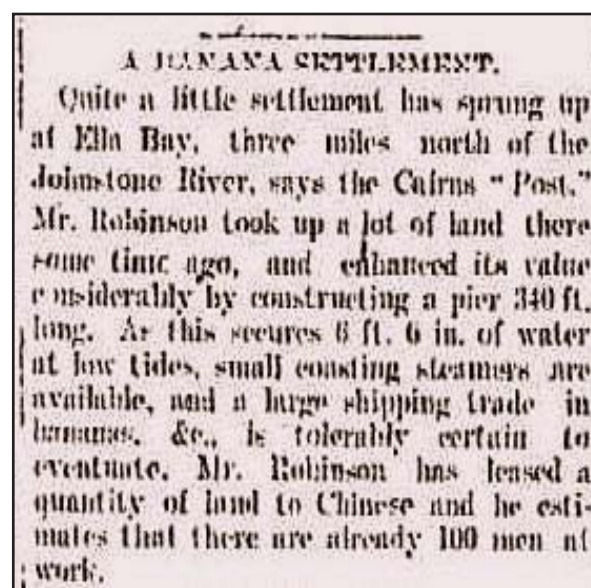 A BANANA SETTLEMENT.
Quite a little settlement has sprung up
at Ella Bay, three miles north of the
Johnstone River, says the Cairns "Post."
Mr. Robinson took up a lot of land there
some time ago, and enhanced its value
considerably by constructing a pier 340 ft.
long. As this secures 6 ft. 6 in. of water
at low tides, small coasting steamers are
available, and a large shipping trade in
bananas, &c., is tolerably certain to
eventuate. Mr. Robinson has leased a
quantity of land to Chinese and he esti-
mates that there are already 100 men at
work.